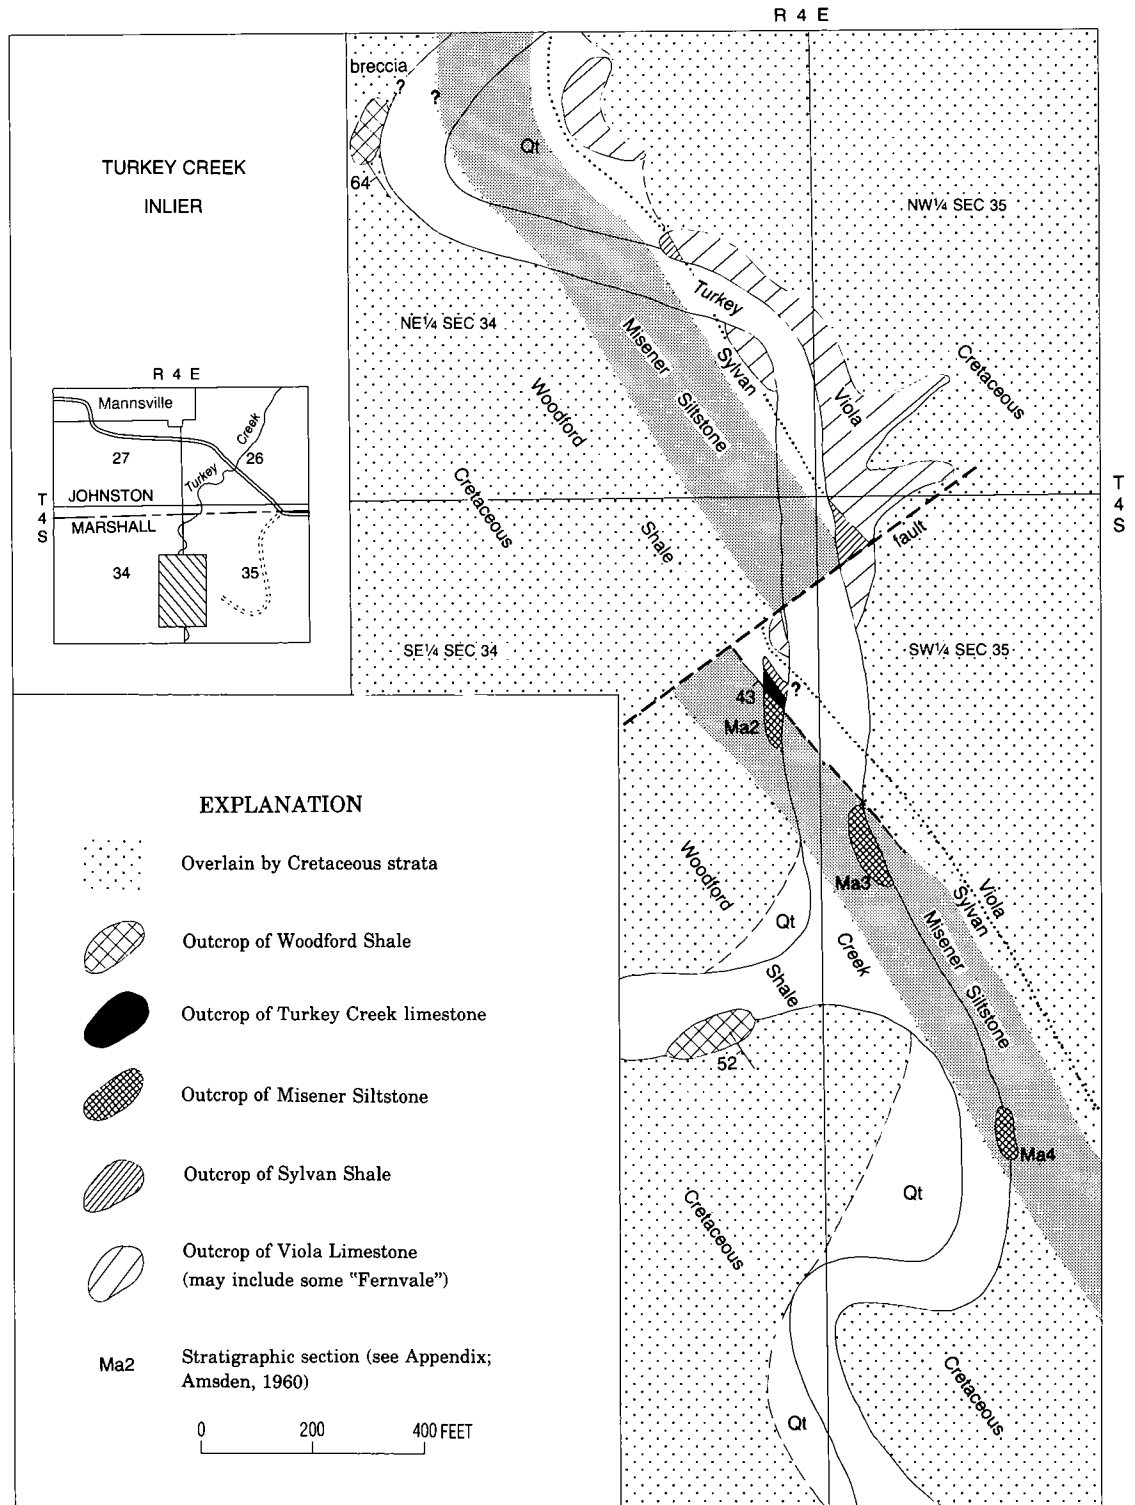 R 4 E
breccia
?
?
TURKEY CREEK
INLIER
Qt
64
NW¼ SEC 35
NE¼ SEC 34
Turkey
Misener
Siltstone
Sylvan
Viola
Cretaceous
Woodford
Cretaceous
Shale
fault
T
4
S
R 4 E
Mannsville
Creek
Turkey
27
26
T
4
S
JOHNSTON
MARSHALL
34
35
SE¼ SEC 34
SW¼ SEC 35
43
?
Ma2
Woodford
Ma3
Viola
Sylvan
Misener
Siltstone
Qt
Creek
Shale
52
Ma4
Qt
Cretaceous
Cretaceous
Qt
EXPLANATION
Overlain by Cretaceous strata
Outcrop of Woodford Shale
Outcrop of Turkey Creek limestone
Outcrop of Misener Siltstone
Outcrop of Sylvan Shale
Outcrop of Viola Limestone
(may include some "Fernvale")
Ma2
Stratigraphic section (see Appendix;
Amsden, 1960)
0 200 400 FEET